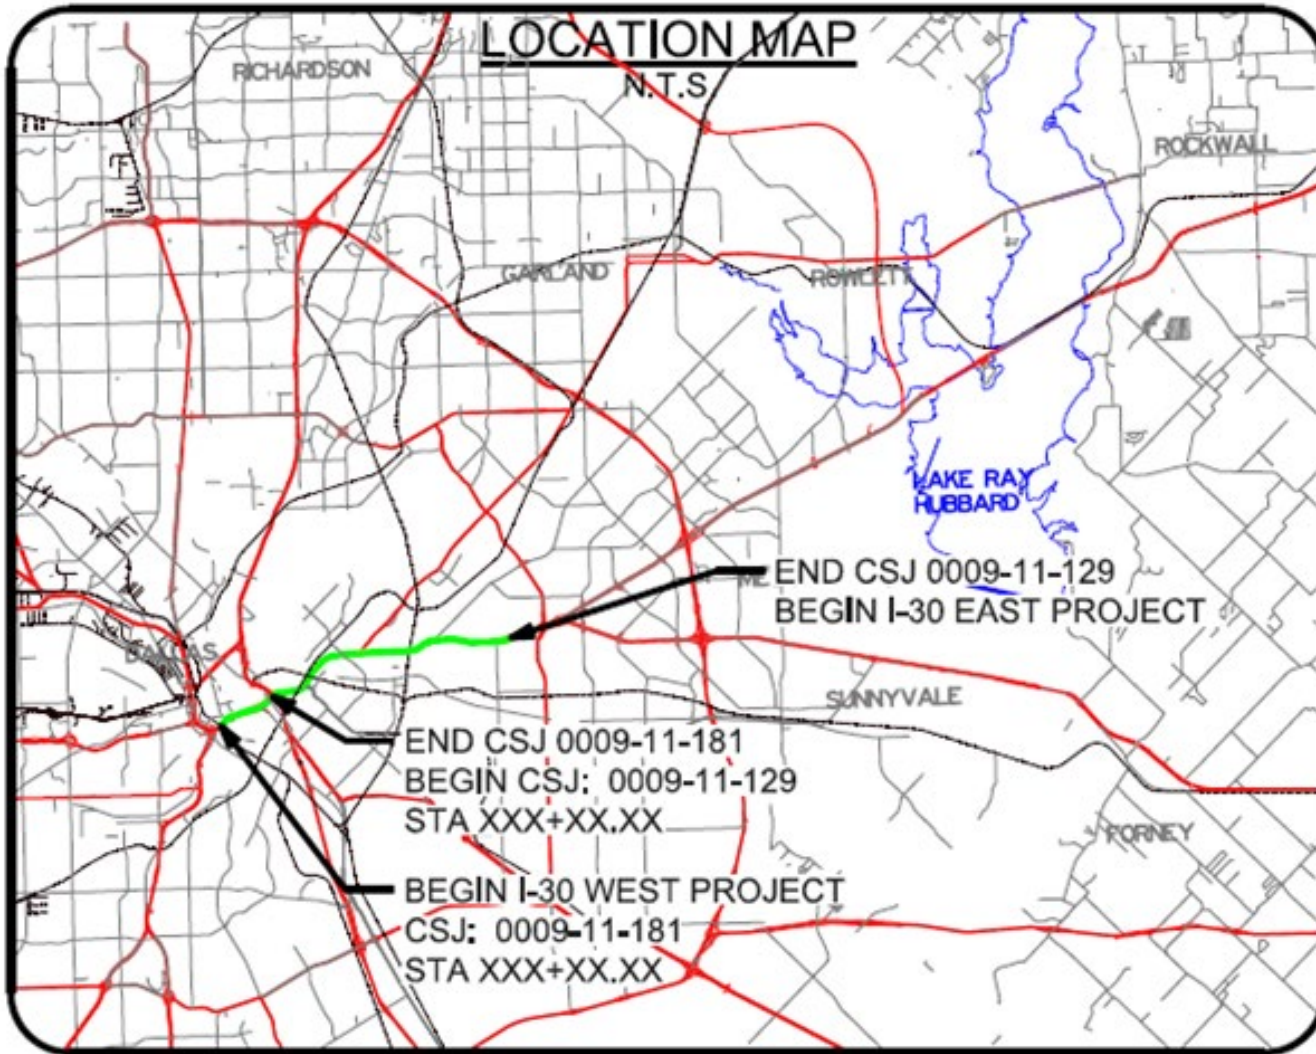 LOCATION MAP
N.T.S.
RICHARDSON
ROCKWALL
GARLAND
ROWLETT
LAKE RAY
HUBBARD
END CSJ 0009-11-129
BEGIN I-30 EAST PROJECT
DALLAS
SUNNYVALE
END CSJ 0009-11-181
BEGIN CSJ: 0009-11-129
STA XXX+XX.XX
FORNEY
BEGIN I-30 WEST PROJECT
CSJ: 0009-11-181
STA XXX+XX.XX